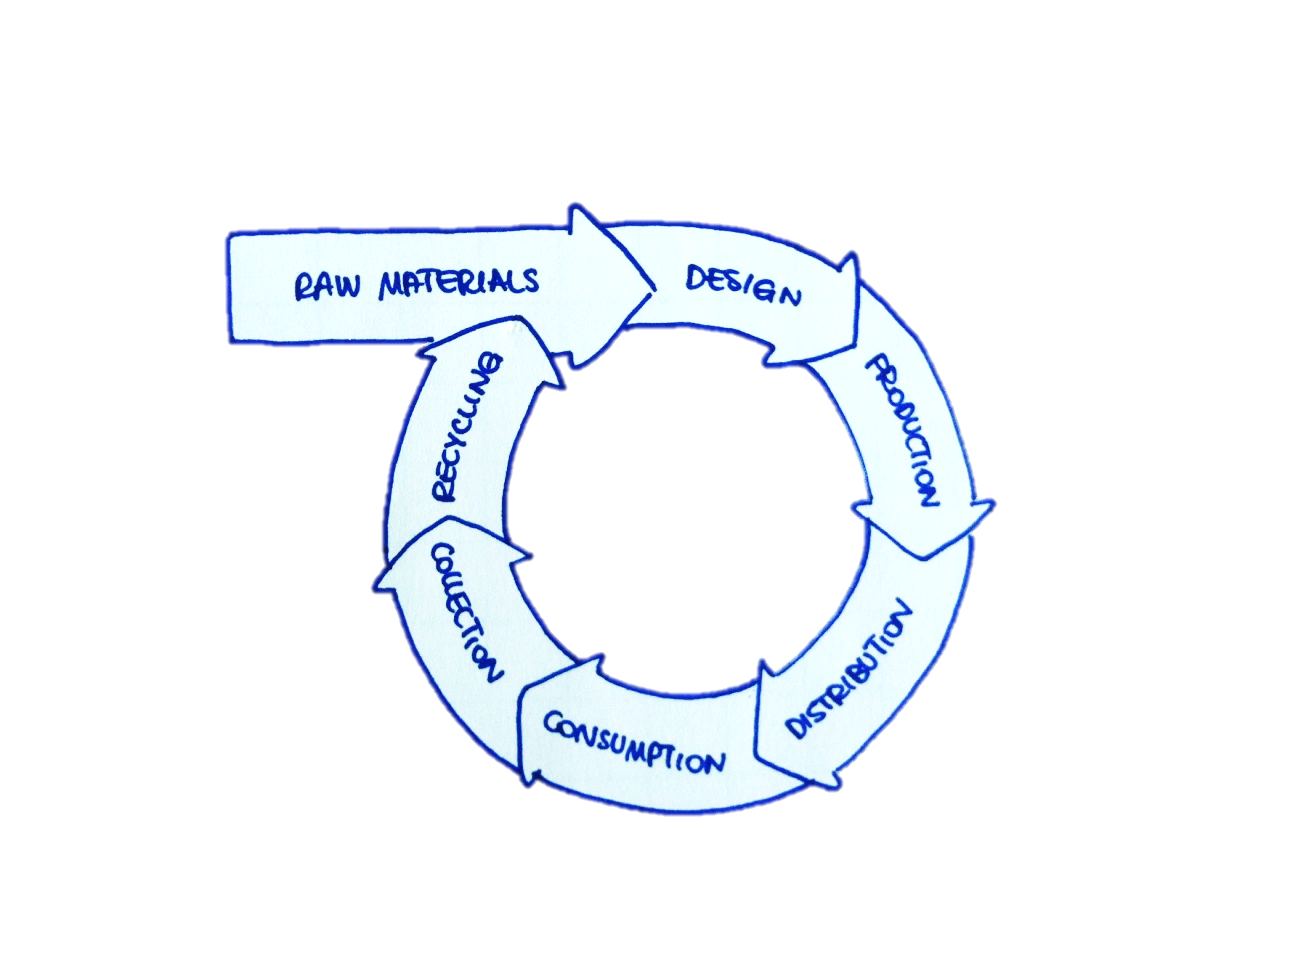 RAW MATERIALS
DESIGN
PRODUCTION
DISTRIBUTION
CONSUMPTION
COLLECTION
RECYCLING